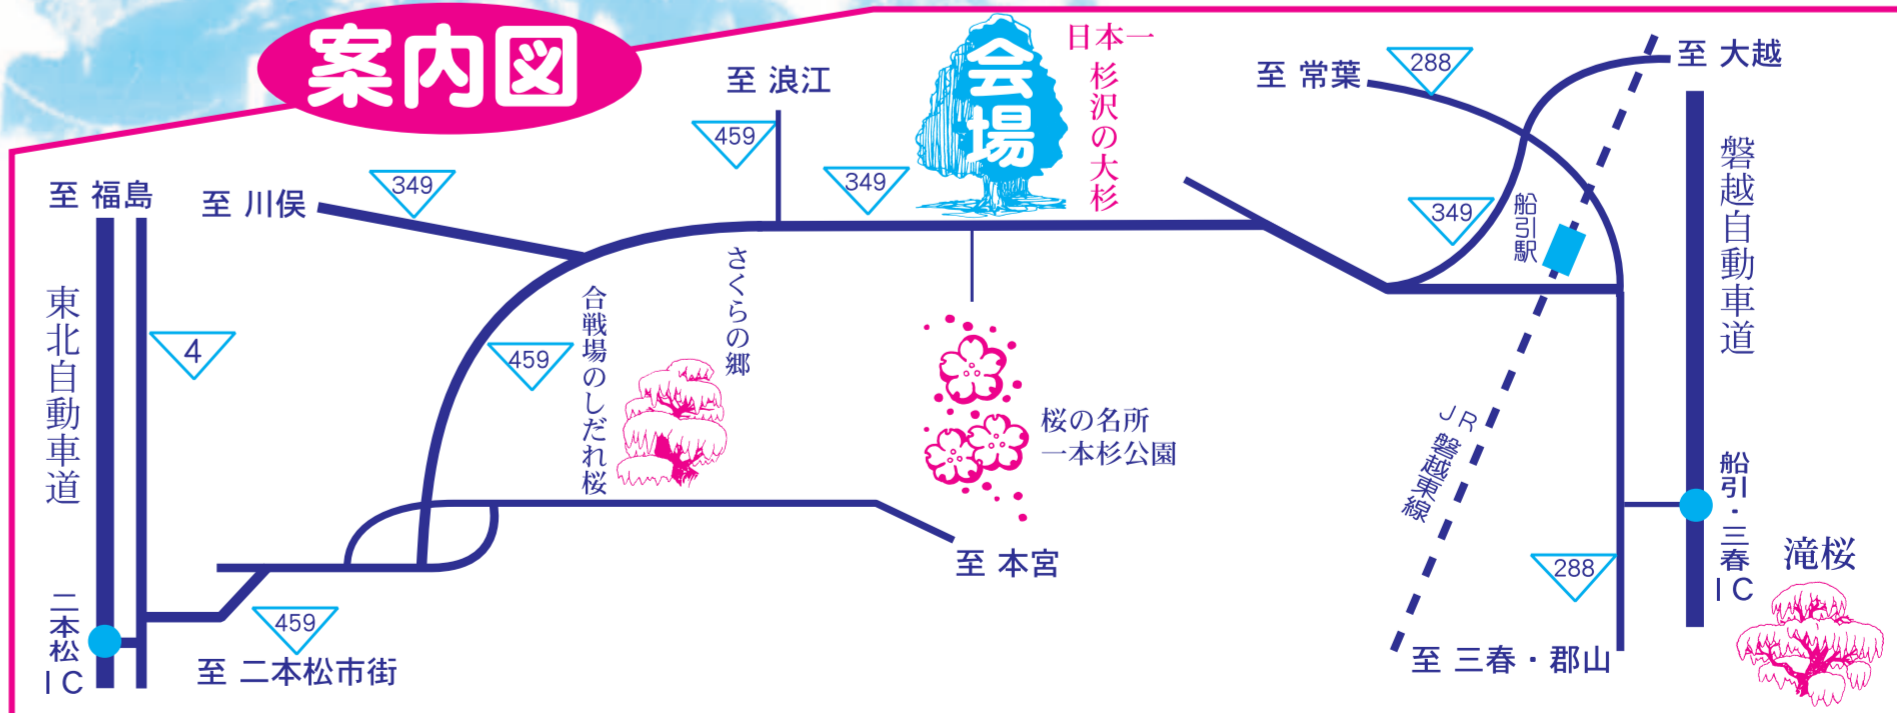 案内図
至 福島
東北自動車道
4
二本松IC
至 川俣
349
459
至 二本松市街
459
合戦場のしだれ桜
さくらの郷
至 浪江
459
349
会場
日本一
杉沢の大杉
桜の名所
一本杉公園
至 本宮
至 常葉
288
至 大越
349
船引駅
JR磐越東線
磐越自動車道
船引・三春IC
288
至 三春・郡山
滝桜